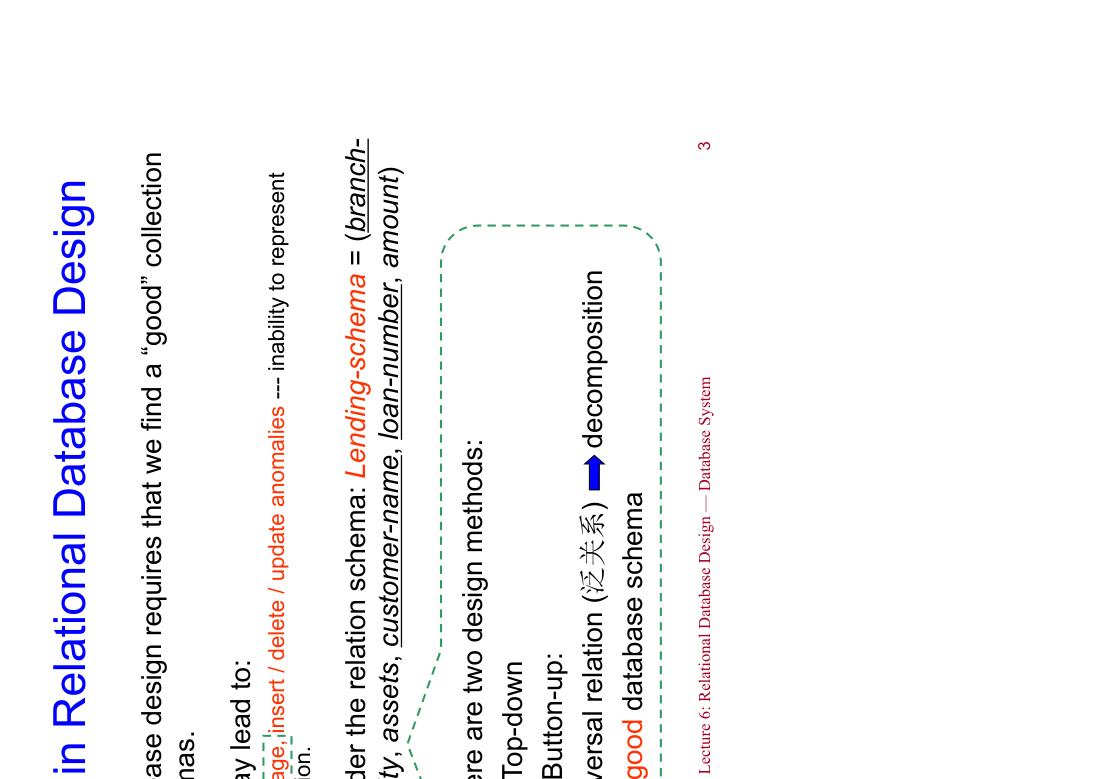 in Relational Database Design
ase design requires that we find a “good” collection
mas.
ay lead to:
age, insert / delete / update anomalies --- inability to represent
ion.
der the relation schema: Lending-schema = (branch-
ty, assets, customer-name, loan-number, amount)
ere are two design methods:
Top-down
Button-up:
versal relation (泛关系) decomposition
good database schema
Lecture 6: Relational Database Design — Database System
3